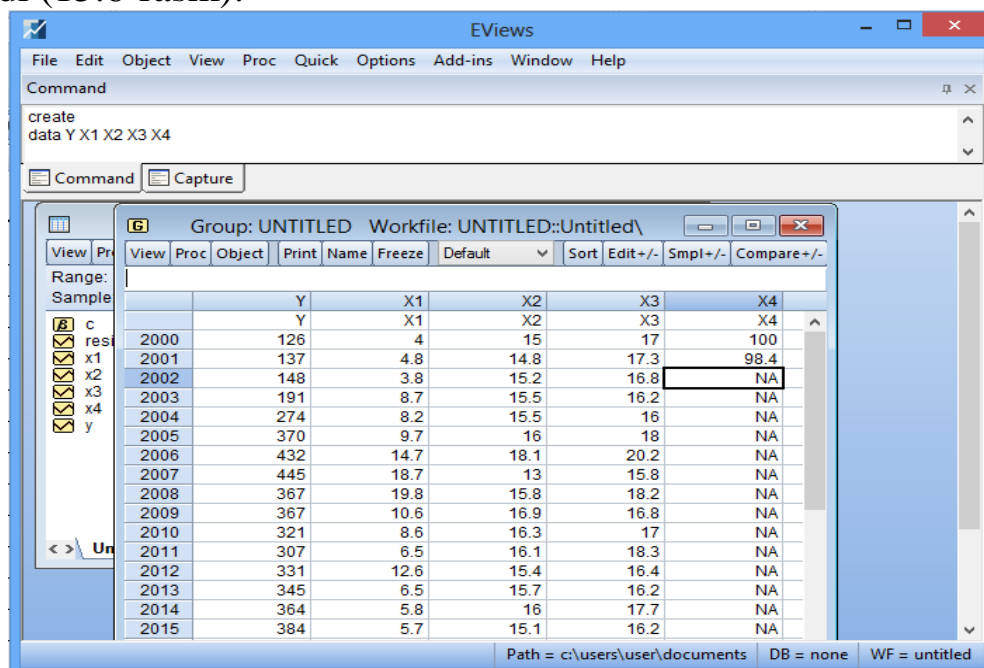 EViews
File Edit Object View Proc Quick Options Add-ins Window Help
Command
create
data Y X1 X2 X3 X4
Command Capture
Group: UNTITLED Workfile: UNTITLED::Untitled\
View Pr View Proc Object Print Name Freeze Default Sort Edit+/- Smpl+/- Compare+/-
Range:
Sample
Y X1 X2 X3 X4
Y X1 X2 X3 X4
2000 126 4 15 17 100
2001 137 4.8 14.8 17.3 98.4
2002 148 3.8 15.2 16.8 NA
2003 191 8.7 15.5 16.2 NA
2004 274 8.2 15.5 16 NA
2005 370 9.7 16 18 NA
2006 432 14.7 18.1 20.2 NA
2007 445 18.7 13 15.8 NA
2008 367 19.8 15.8 18.2 NA
2009 367 10.6 16.9 16.8 NA
2010 321 8.6 16.3 17 NA
2011 307 6.5 16.1 18.3 NA
2012 331 12.6 15.4 16.4 NA
2013 345 6.5 15.7 16.2 NA
2014 364 5.8 16 17.7 NA
2015 384 5.7 15.1 16.2 NA
c
resi
x1
x2
x3
x4
y
< > Un
Path = c:\users\user\documents DB = none WF = untitled